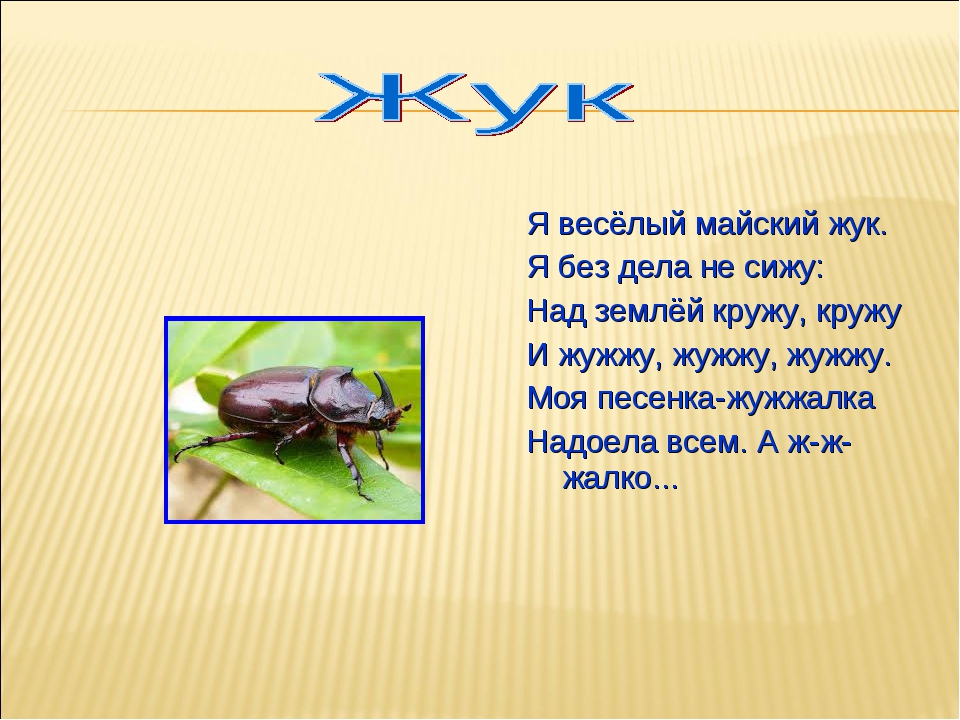 Жук
Я весёлый майский жук.
Я без дела не сижу:
Над землёй кружу, кружу
И жужжу, жужжу, жужжу.
Моя песенка-жужжалка
Надоела всем. А ж-ж-
жалко...